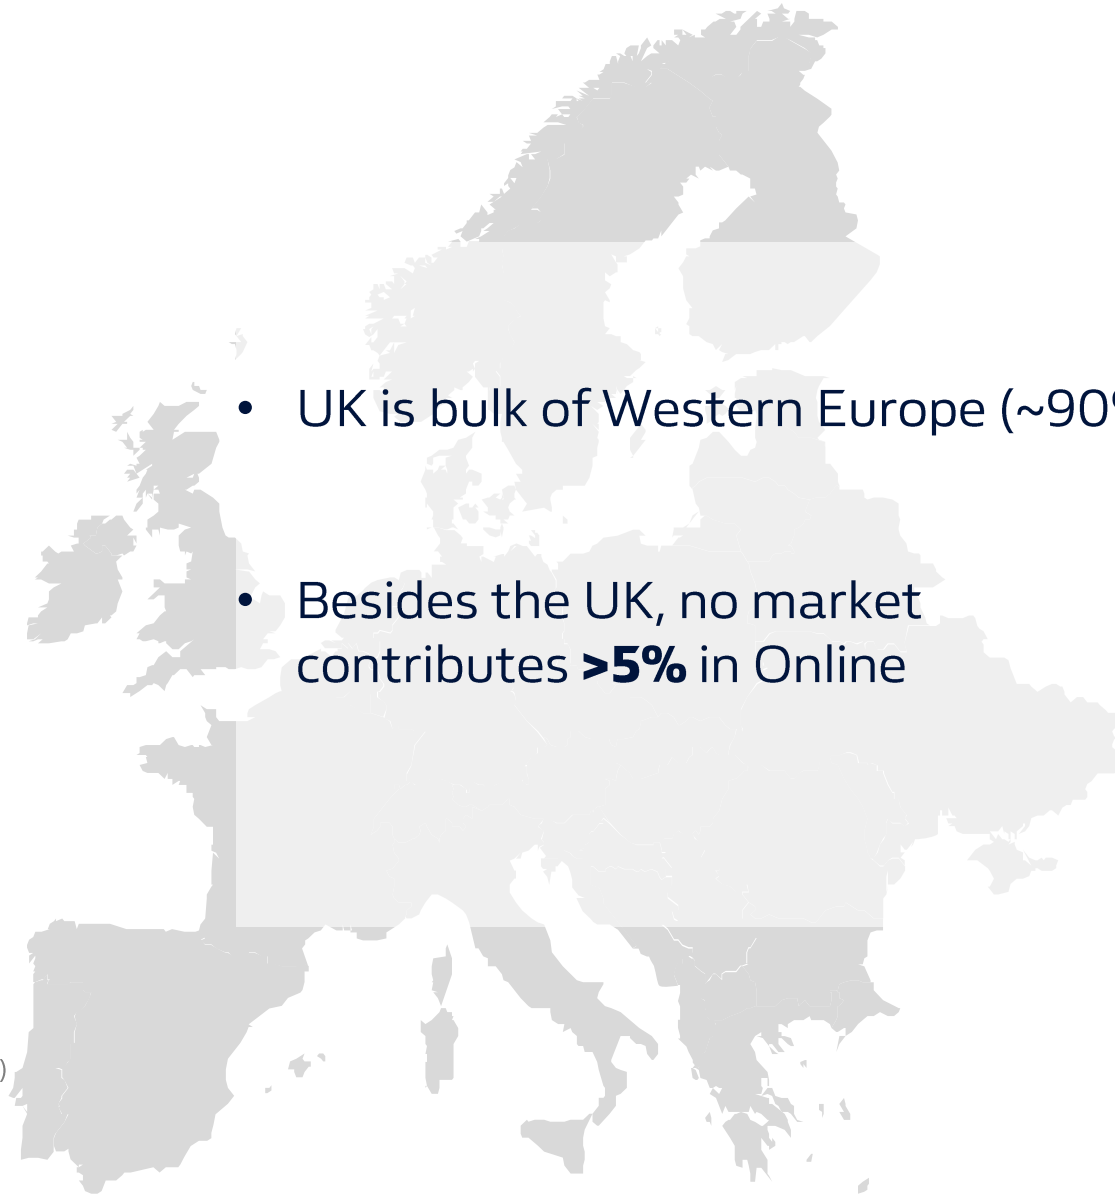 • UK is bulk of Western Europe (~90
• Besides the UK, no market
contributes >5% in Online
)